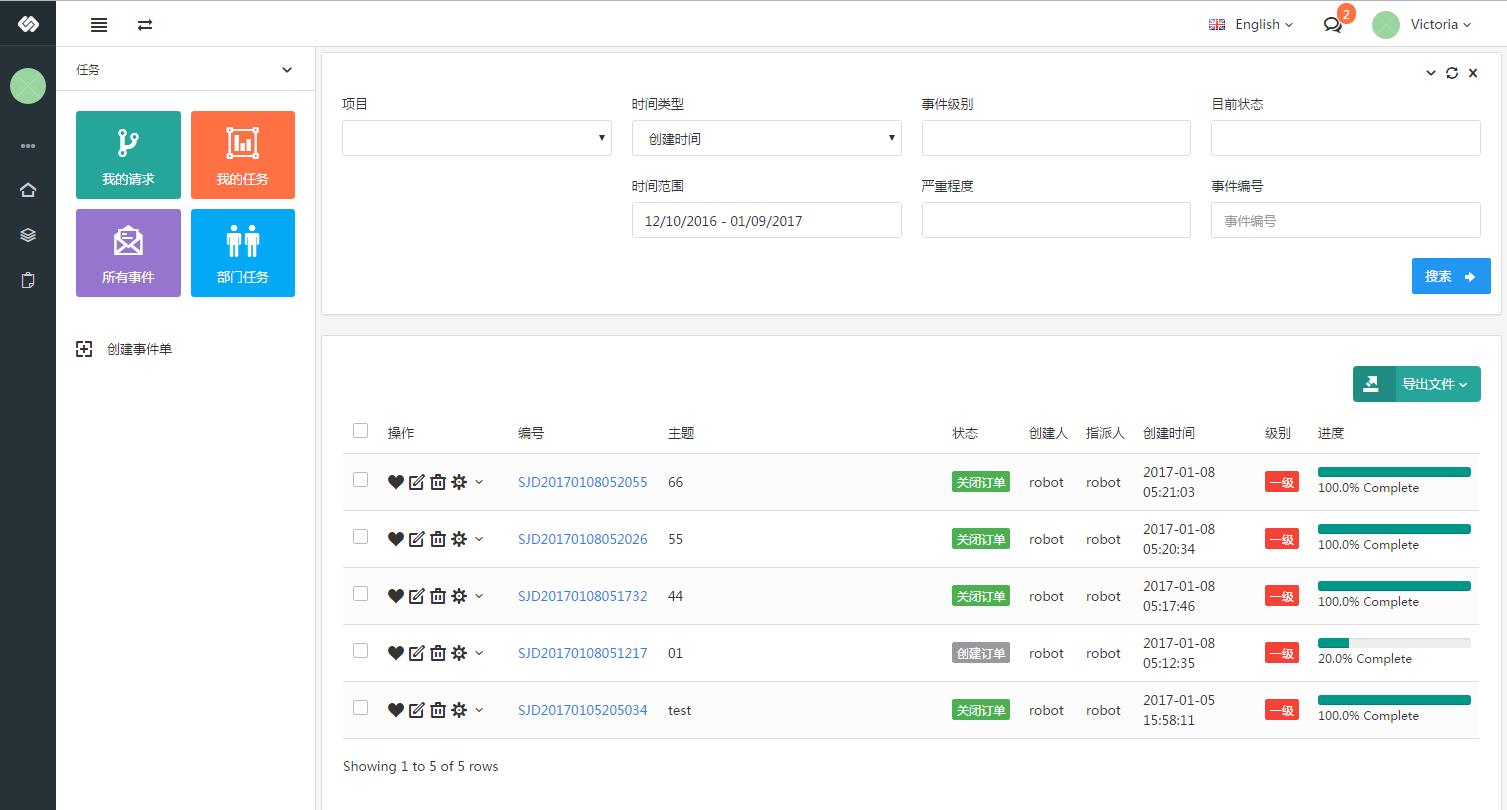 English
2
Victoria
任务
我的请求
我的任务
所有事件
部门任务
创建事件单
项目
时间类型
事件级别
目前状态
创建时间
时间范围
严重程度
事件编号
12/10/2016 - 01/09/2017
事件编号
搜索
导出文件
操作 编号 主题 状态 创建人 指派人 创建时间 级别 进度
SJD20170108052055 66 关闭订单 robot robot 2017-01-08 05:21:03 一级 100.0% Complete
SJD20170108052026 55 关闭订单 robot robot 2017-01-08 05:20:34 一级 100.0% Complete
SJD20170108051732 44 关闭订单 robot robot 2017-01-08 05:17:46 一级 100.0% Complete
SJD20170108051217 01 创建订单 robot robot 2017-01-08 05:12:35 一级 20.0% Complete
SJD20170105205034 test 关闭订单 robot robot 2017-01-05 15:58:11 一级 100.0% Complete
Showing 1 to 5 of 5 rows